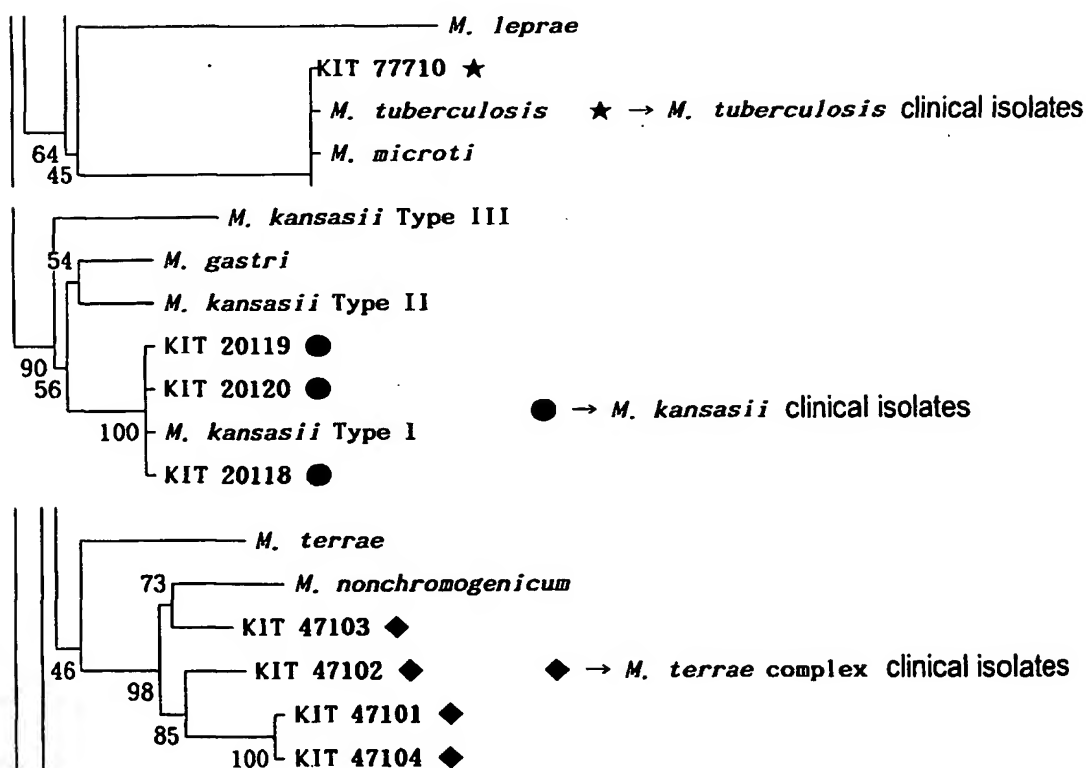 M. leprae
KIT 77710 ★
M. tuberculosis ★ → M. tuberculosis clinical isolates
64 M. microti
45
M. kansasii Type III
54 M. gastri
M. kansasii Type II
KIT 20119 ●
90
56 KIT 20120 ●
● → M. kansasii clinical isolates
100 M. kansasii Type I
KIT 20118 ●
M. terrae
73 M. nonchromogenicum
KIT 47103 ◆
46 KIT 47102 ◆ ◆ → M. terrae complex clinical isolates
98
KIT 47101 ◆
85
100 KIT 47104 ◆